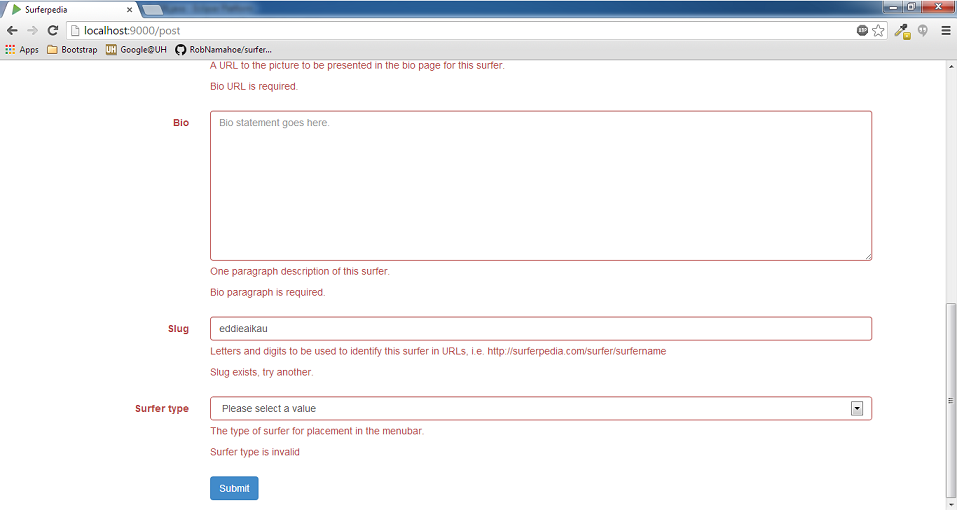 Surferpedia
localhost:9000/post
ABP
Apps
Bootstrap
UH Google@UH
RobNamahoe/surfer...
A URL to the picture to be presented in the bio page for this surfer.
Bio URL is required.
Bio
Bio statement goes here.
One paragraph description of this surfer.
Bio paragraph is required.
Slug
eddieaikau
Letters and digits to be used to identify this surfer in URLs, i.e. http://surferpedia.com/surfer/surfername
Slug exists, try another.
Surfer type
Please select a value
The type of surfer for placement in the menubar.
Surfer type is invalid
Submit